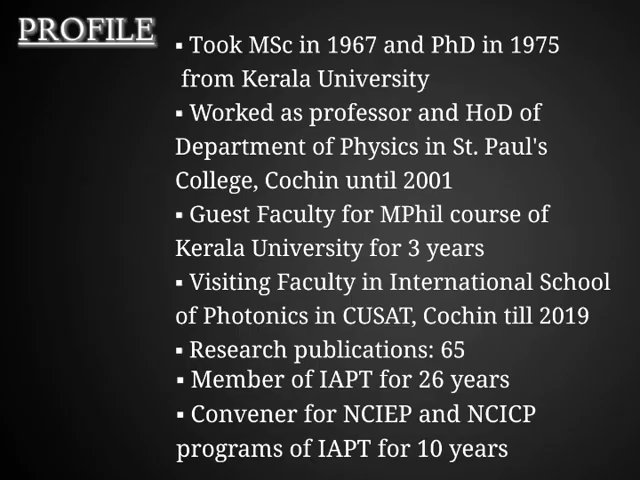 PROFILE
▪ Took MSc in 1967 and PhD in 1975
from Kerala University
▪ Worked as professor and HoD of
Department of Physics in St. Paul's
College, Cochin until 2001
▪ Guest Faculty for MPhil course of
Kerala University for 3 years
▪ Visiting Faculty in International School
of Photonics in CUSAT, Cochin till 2019
▪ Research publications: 65
▪ Member of IAPT for 26 years
▪ Convener for NCIEP and NCICP
programs of IAPT for 10 years